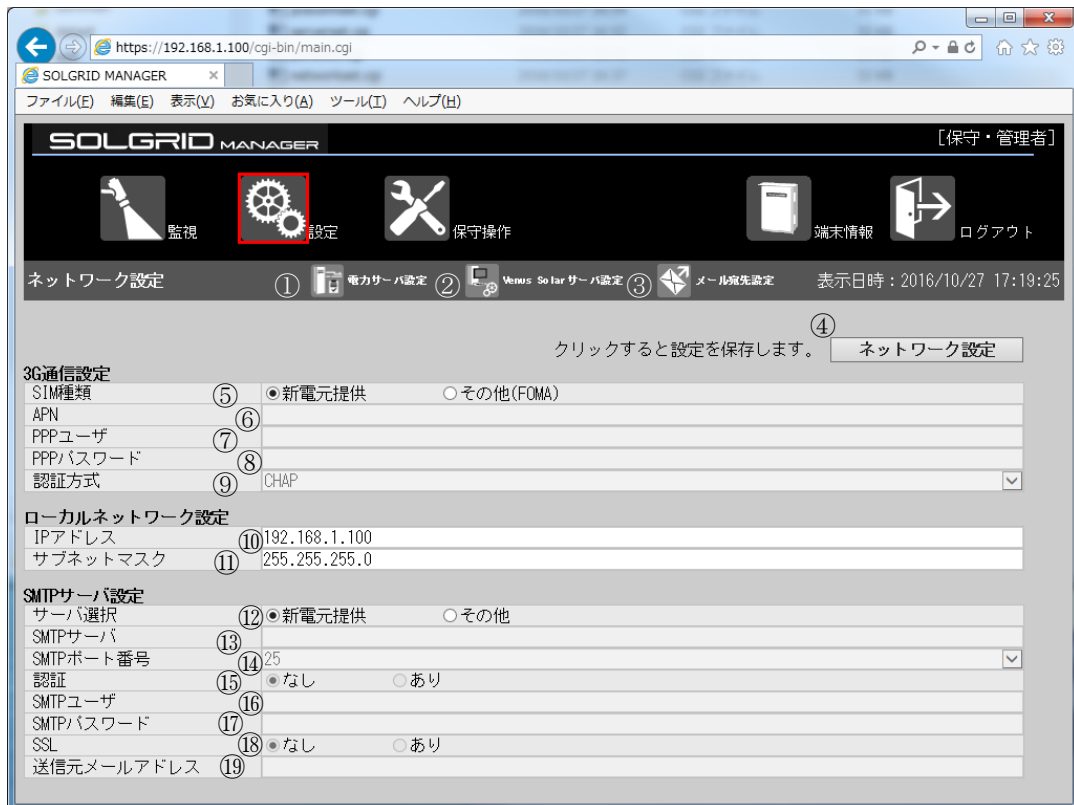 https://192.168.1.100/cgi-bin/main.cgi
SOLGRID MANAGER ×
ファイル(F) 編集(E) 表示(V) お気に入り(A) ツール(T) ヘルプ(H)
SOLGRID MANAGER [保守・管理者]
監視 設定 保守操作 端末情報 ログアウト
ネットワーク設定 ① 電力サーバ設定 ② Venus Solarサーバ設定 ③ メール宛先設定 表示日時：2016/10/27 17:19:25
④
クリックすると設定を保存します。 ネットワーク設定
3G通信設定
SIM種類 ⑤ 新電元提供 その他(FOMA)
APN ⑥
PPPユーザ ⑦
PPPパスワード ⑧
認証方式 ⑨ CHAP
ローカルネットワーク設定
IPアドレス ⑩ 192.168.1.100
サブネットマスク ⑪ 255.255.255.0
SMTPサーバ設定
サーバ選択 ⑫ 新電元提供 その他
SMTPサーバ ⑬
SMTPポート番号 ⑭ 25
認証 ⑮ なし あり
SMTPユーザ ⑯
SMTPパスワード ⑰
SSL ⑱ なし あり
送信元メールアドレス ⑲